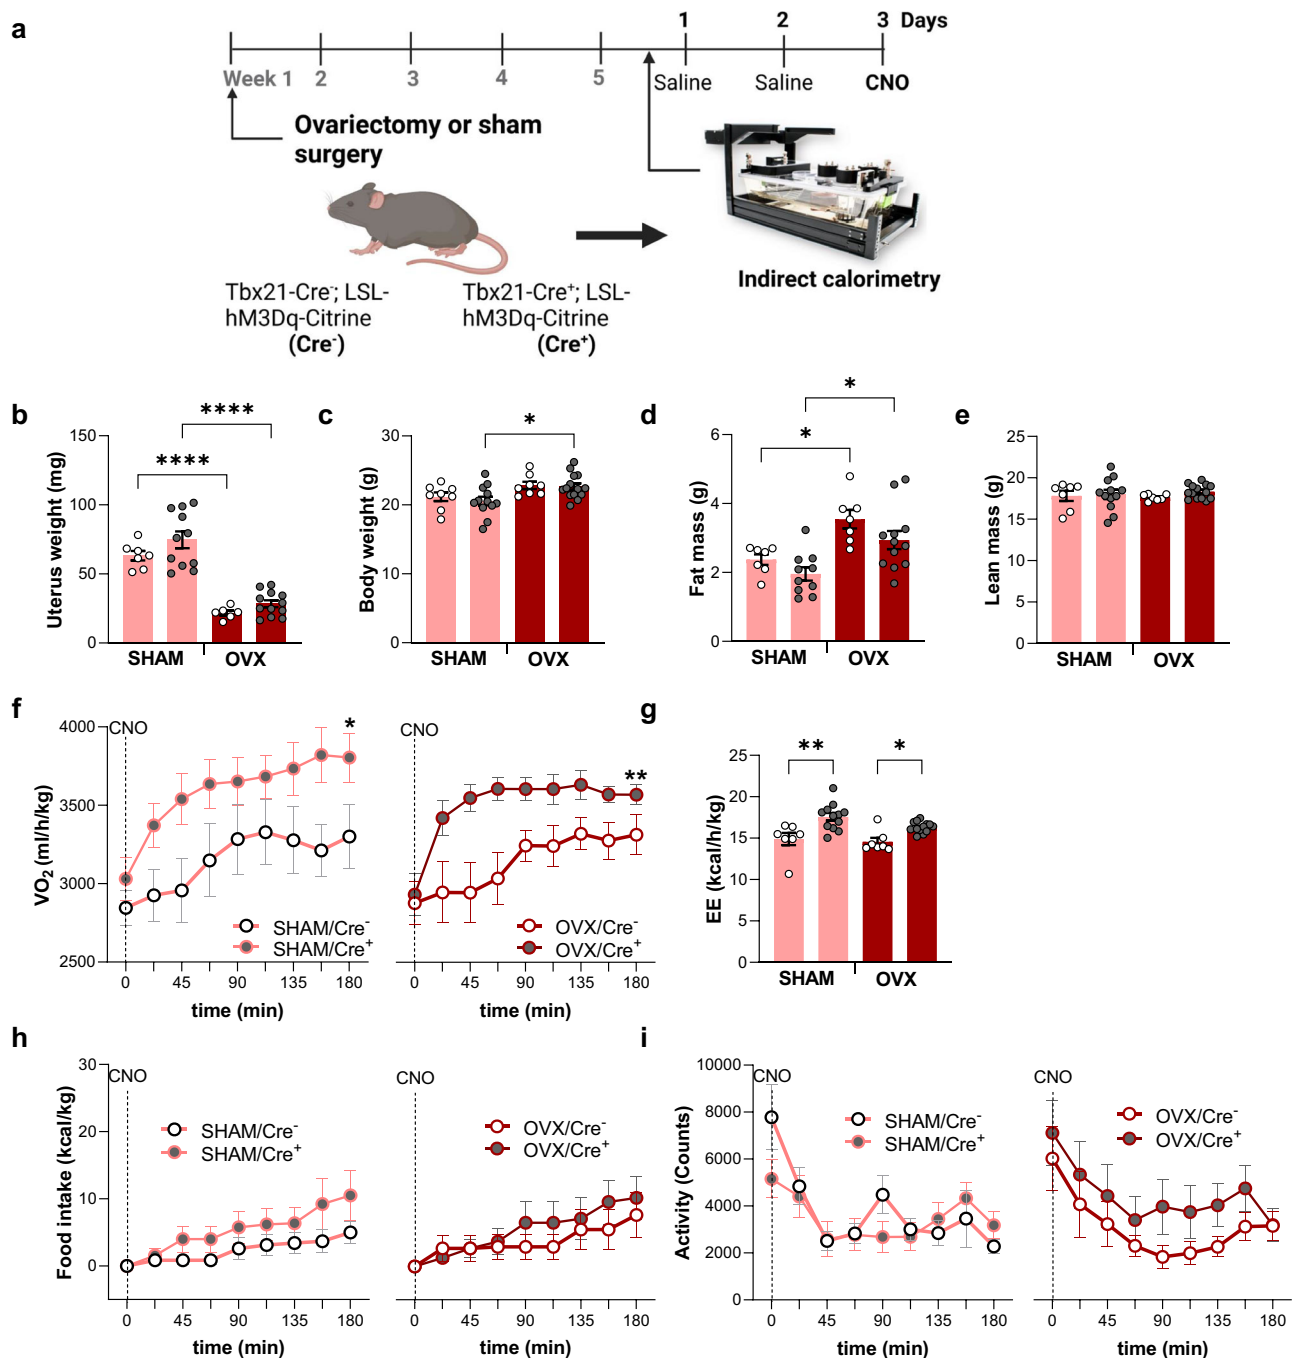 a
1 2 3 Days
Week 1 2 3 4 5
Saline Saline CNO
Ovariectomy or sham
surgery
Indirect calorimetry
Tbx21-Cre⁻; LSL-
hM3Dq-Citrine
(Cre⁻)
Tbx21-Cre⁺; LSL-
hM3Dq-Citrine
(Cre⁺)
b
Uterus weight (mg)
150
100
50
0
****
****
SHAM OVX
c
Body weight (g)
30
20
10
0
*
SHAM OVX
d
Fat mass (g)
6
4
2
0
*
*
SHAM OVX
e
Lean mass (g)
25
20
15
10
5
0
SHAM OVX
f
VO₂ (ml/h/kg)
4000
3500
3000
2500
CNO
*
SHAM/Cre⁻
SHAM/Cre⁺
0 45 90 135 180
time (min)
CNO
**
OVX/Cre⁻
OVX/Cre⁺
0 45 90 135 180
time (min)
g
EE (kcal/h/kg)
25
20
15
10
5
0
**
*
SHAM OVX
h
Food intake (kcal/kg)
30
20
10
0
CNO
SHAM/Cre⁻
SHAM/Cre⁺
0 45 90 135 180
time (min)
CNO
OVX/Cre⁻
OVX/Cre⁺
0 45 90 135 180
time (min)
i
Activity (Counts)
10000
8000
6000
4000
2000
0
CNO
SHAM/Cre⁻
SHAM/Cre⁺
0 45 90 135 180
time (min)
CNO
OVX/Cre⁻
OVX/Cre⁺
0 45 90 135 180
time (min)